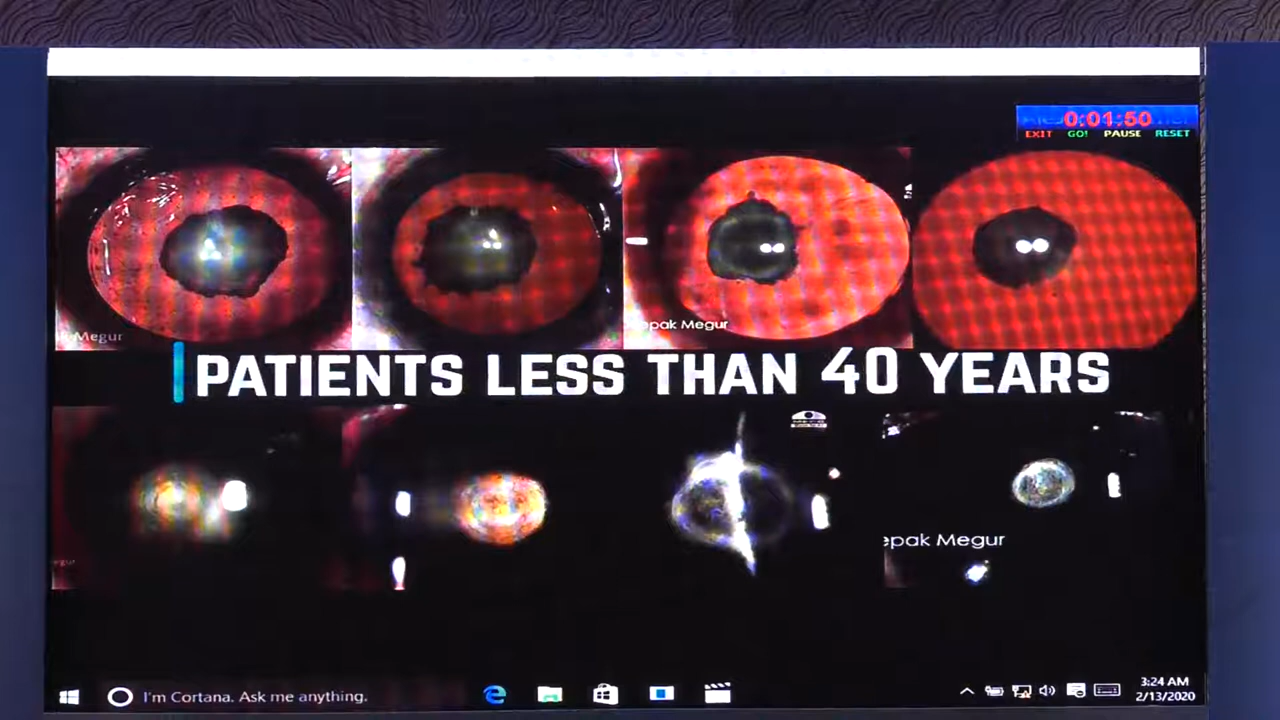 0:01:50
EXIT GO! PAUSE RESET
Megur
pak Megur
PATIENTS LESS THAN 40 YEARS
epak Megur
I'm Cortana. Ask me anything.
3:24 AM
2/13/2020